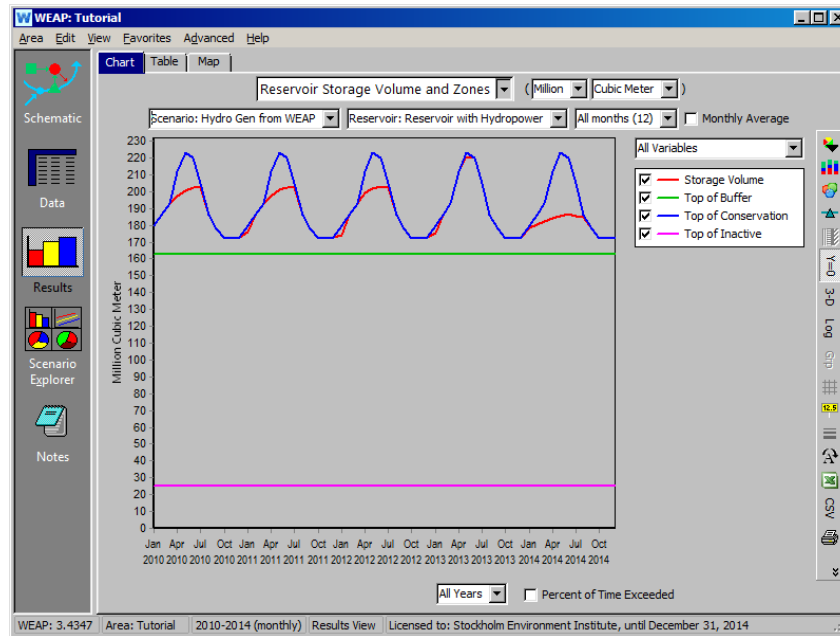 WEAP: Tutorial
Area Edit View Favorites Advanced Help
Chart Table Map
Reservoir Storage Volume and Zones ( Million Cubic Meter )
Scenario: Hydro Gen from WEAP Reservoir: Reservoir with Hydropower All months (12) Monthly Average
All Variables
Storage Volume
Top of Buffer
Top of Conservation
Top of Inactive
Schematic
Data
Results
Scenario
Explorer
Notes
Million Cubic Meter
230
220
210
200
190
180
170
160
150
140
130
120
110
100
90
80
70
60
50
40
30
20
10
0
Jan Apr Jul Oct Jan Apr Jul Oct Jan Apr Jul Oct Jan Apr Jul Oct Jan Apr Jul Oct
2010 2010 2010 2010 2011 2011 2011 2011 2012 2012 2012 2012 2013 2013 2013 2013 2014 2014 2014 2014
Y=0
3-D
Log
Grp
12.5
A
CSV
All Years Percent of Time Exceeded
WEAP: 3.4347 Area: Tutorial 2010-2014 (monthly) Results View Licensed to: Stockholm Environment Institute, until December 31, 2014